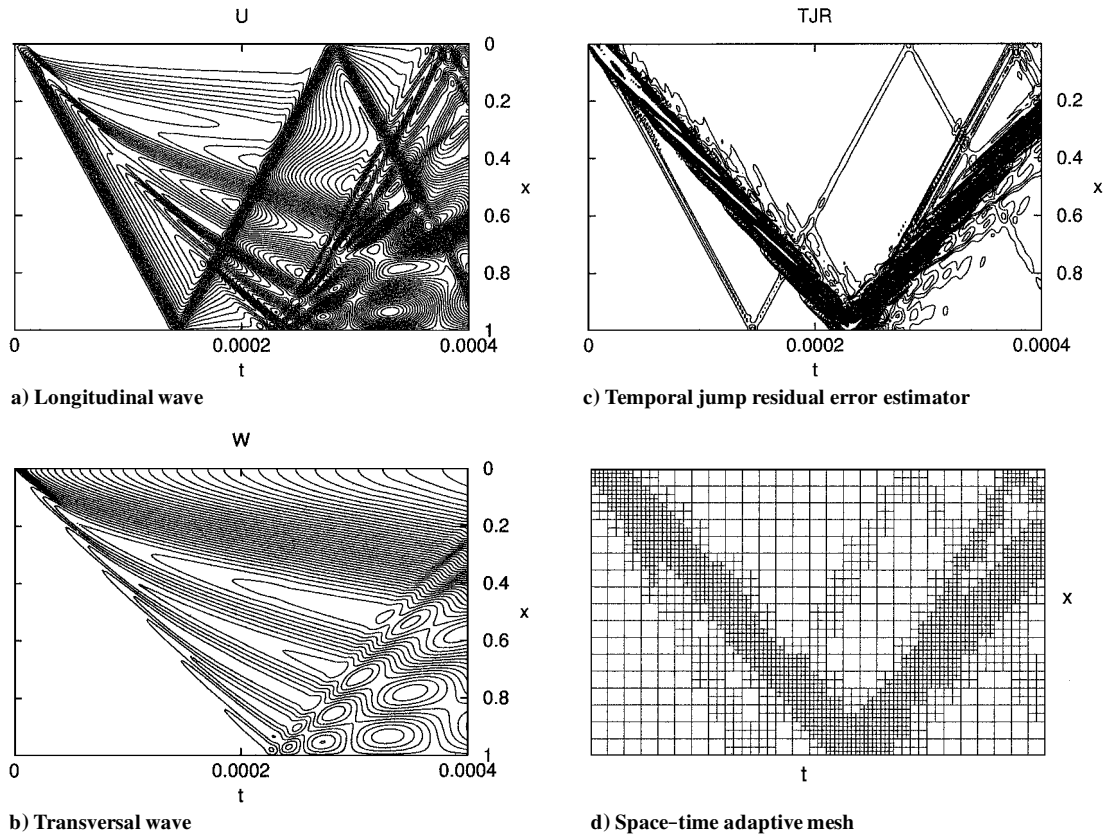 U
0
0.2
0.4
x
0.6
0.8
1
0
0.0002
0.0004
t
a) Longitudinal wave
TJR
0
0.2
0.4
x
0.6
0.8
0
0.0002
0.0004
t
c) Temporal jump residual error estimator
W
0
0.2
0.4
x
0.6
0.8
1
0
0.0002
0.0004
t
b) Transversal wave
x
t
d) Space-time adaptive mesh